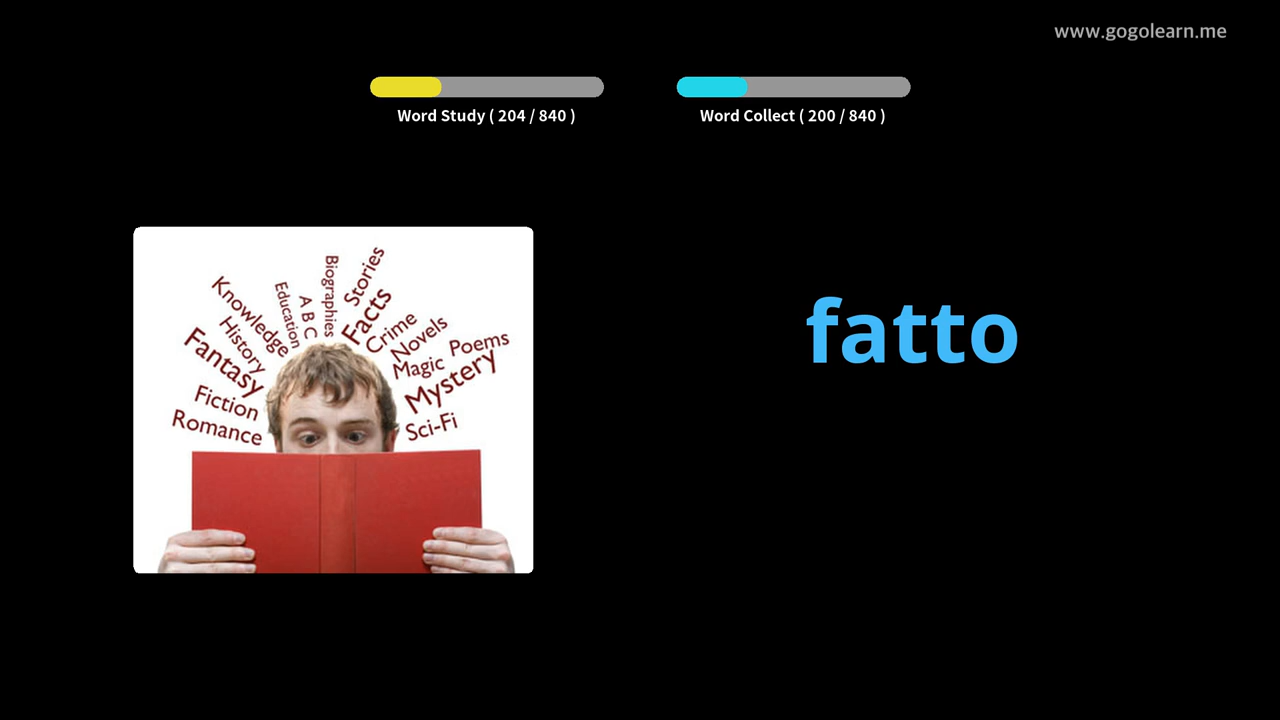 www.gogolearn.me
Word Study ( 204 / 840 )
Word Collect ( 200 / 840 )
Biographies
Stories
Education
A B C
Facts
Knowledge
Crime
History
Novels
Fantasy
Magic
Poems
Mystery
Fiction
Romance
Sci-Fi
fatto